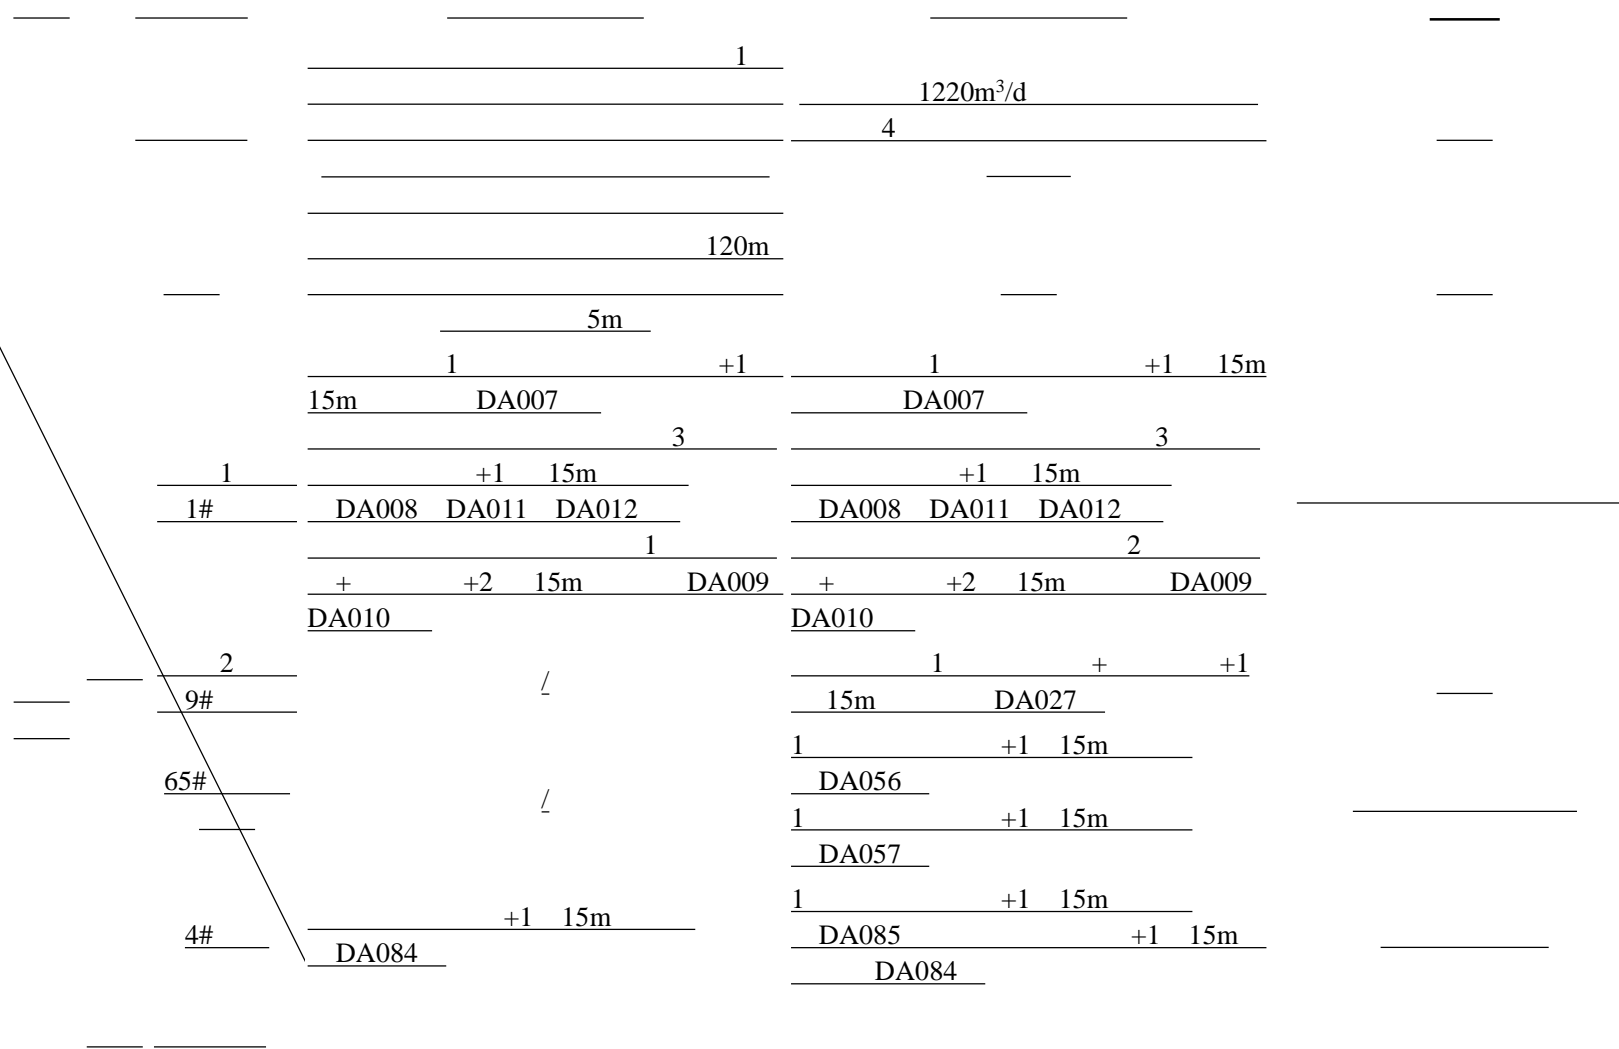 1
1220m³/d
4
120m
5m
1 +1 1 +1 15m
15m DA007 DA007
3 3
1 +1 15m +1 15m
1# DA008 DA011 DA012 DA008 DA011 DA012
1 2
+ +2 15m DA009 + +2 15m DA009
DA010 DA010
2 / 1 + +1
9# 15m DA027
1 +1 15m
65# / DA056
1 +1 15m
DA057
1 +1 15m
+1 15m
4# DA085 +1 15m
DA084
DA084